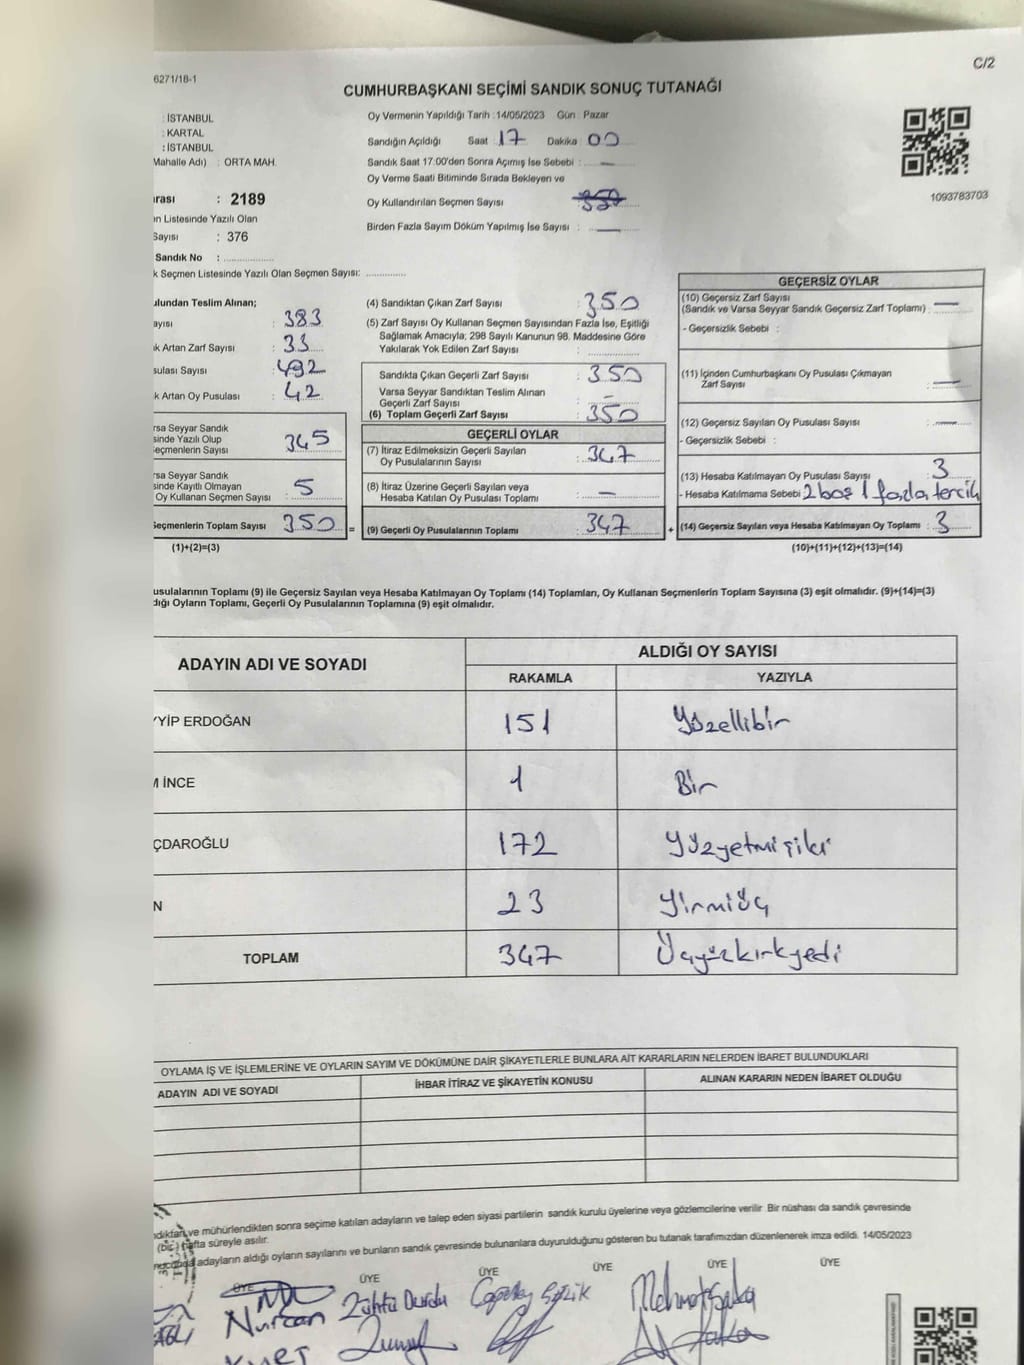 C/2
6271/18-1
CUMHURBAŞKANI SEÇİMİ SANDIK SONUÇ TUTANAĞI
: İSTANBUL
: KARTAL
: İSTANBUL
Mahalle Adı) : ORTA MAH.
Oy Vermenin Yapıldığı Tarih :14/05/2023 Gün : Pazar
Sandığın Açıldığı Saat : 17 Dakika : 00
Sandık Saat 17:00'den Sonra Açımış İse Sebebi : —
Oy Verme Saati Bitiminde Sırada Bekleyen ve
Oy Kullandırılan Seçmen Sayısı
Birden Fazla Sayım Döküm Yapılmış İse Sayısı : —
1093783703
ırası : 2189
ın Listesinde Yazılı Olan
Sayısı : 376
Sandık No :
k Seçmen Listesinde Yazılı Olan Seçmen Sayısı:
ulundan Teslim Alınan;
ayısı : 383
k Artan Zarf Sayısı : 33
sulası Sayısı : 492
k Artan Oy Pusulası : 42
rsa Seyyar Sandık
sinde Yazılı Olup
eçmenlerin Sayısı 345
rsa Seyyar Sandık
sinde Kayıtlı Olmayan
Oy Kullanan Seçmen Sayısı : 5
Seçmenlerin Toplam Sayısı 350 =
(1)+(2)=(3)
(4) Sandıktan Çıkan Zarf Sayısı : 350
(5) Zarf Sayısı Oy Kullanan Seçmen Sayısından Fazla İse, Eşitliği
Sağlamak Amacıyla; 298 Sayılı Kanunun 98. Maddesine Göre
Yakılarak Yok Edilen Zarf Sayısı :
Sandıkta Çıkan Geçerli Zarf Sayısı : 350
Varsa Seyyar Sandıktan Teslim Alınan
Geçerli Zarf Sayısı : —
(6) Toplam Geçerli Zarf Sayısı : 350
GEÇERLİ OYLAR
(7) İtiraz Edilmeksizin Geçerli Sayılan
Oy Pusulalarının Sayısı : 347
(8) İtiraz Üzerine Geçerli Sayılan veya
Hesaba Katılan Oy Pusulası Toplamı : —
(9) Geçerli Oy Pusulalarının Toplamı : 347 +
GEÇERSİZ OYLAR
(10) Geçersiz Zarf Sayısı
(Sandık ve Varsa Seyyar Sandık Geçersiz Zarf Toplamı) : —
- Geçersizlik Sebebi :
(11) İçinden Cumhurbaşkanı Oy Pusulası Çıkmayan
Zarf Sayısı : —
(12) Geçersiz Sayılan Oy Pusulası Sayısı : —
- Geçersizlik Sebebi :
(13) Hesaba Katılmayan Oy Pusulası Sayısı : 3
- Hesaba Katılmama Sebebi 2 boş 1 fazla tercih
(14) Geçersiz Sayılan veya Hesaba Katılmayan Oy Toplamı : 3
(10)+(11)+(12)+(13)=(14)
usulalarının Toplamı (9) ile Geçersiz Sayılan veya Hesaba Katılmayan Oy Toplamı (14) Toplamları, Oy Kullanan Seçmenlerin Toplam Sayısına (3) eşit olmalıdır. (9)+(14)=(3)
dığı Oyların Toplamı, Geçerli Oy Pusulalarının Toplamına (9) eşit olmalıdır.
ADAYIN ADI VE SOYADI
ALDIĞI OY SAYISI
RAKAMLA YAZIYLA
YYİP ERDOĞAN 151 Yüzellibir
M İNCE 1 Bir
ÇDAROĞLU 172 Yüzyetmişiki
N 23 Yirmiüç
TOPLAM 347 Üçyüzkırkyedi
OYLAMA İŞ VE İŞLEMLERİNE VE OYLARIN SAYIM VE DÖKÜMÜNE DAİR ŞİKAYETLERLE BUNLARA AİT KARARLARIN NELERDEN İBARET BULUNDUKLARI
ADAYIN ADI VE SOYADI İHBAR İTİRAZ VE ŞİKAYETİN KONUSU ALINAN KARARIN NEDEN İBARET OLDUĞU
ndıktan ve mühürlendikten sonra seçime katılan adayların ve talep eden siyasi partilerin sandık kurulu üyelerine veya gözlemcilerine verilir. Bir nüshası da sandık çevresinde
(bir) hafta süreyle asılır.
adayların aldığı oyların sayılarını ve bunların sandık çevresinde bulunanlara duyurulduğunu gösteren bu tutanak tarafımızdan düzenlenerek imza edildi. 14/05/2023
ÜYE ÜYE ÜYE ÜYE ÜYE ÜYE
Nurcan Zühtü Durdu Mehmet Şaka